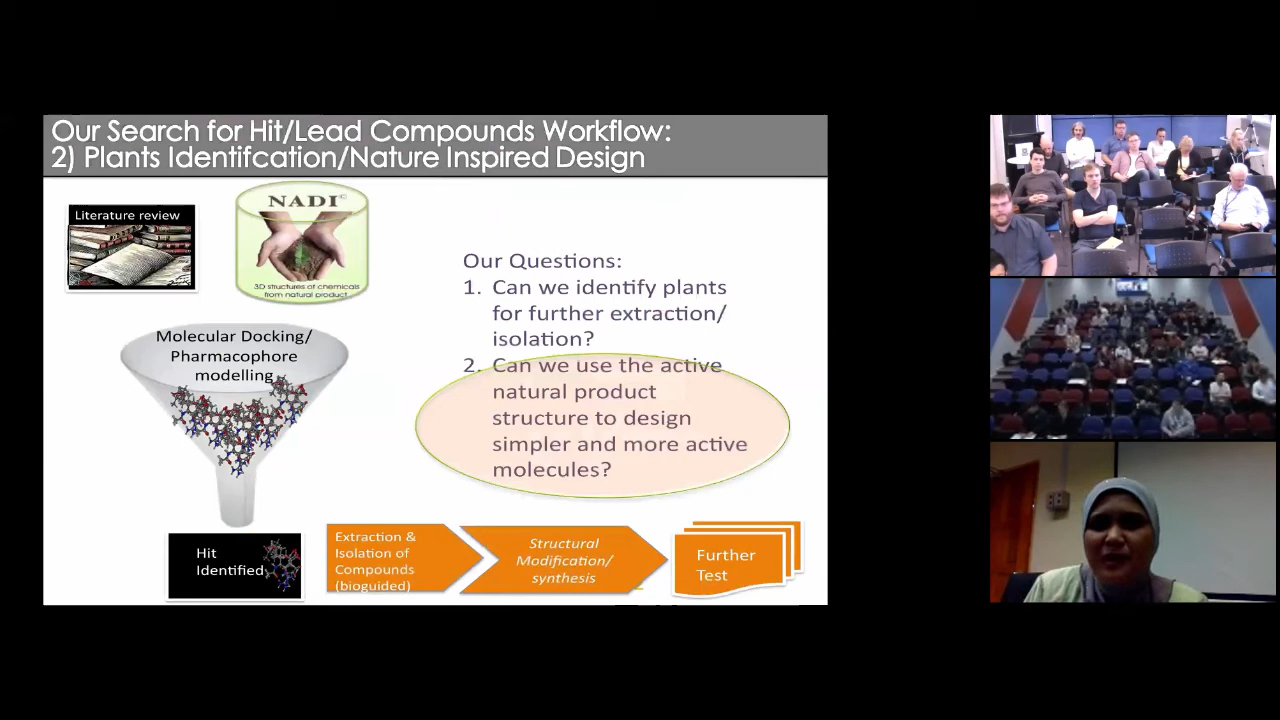 Our Search for Hit/Lead Compounds Workflow:
2) Plants Identifcation/Nature Inspired Design
Literature review
NADI©
3D structures of chemicals
from natural product
Molecular Docking/
Pharmacophore
modelling
Our Questions:
1. Can we identify plants
for further extraction/
isolation?
2. Can we use the active
natural product
structure to design
simpler and more active
molecules?
Hit
Identified
Extraction &
Isolation of
Compounds
(bioguided)
Structural
Modification/
synthesis
Further
Test